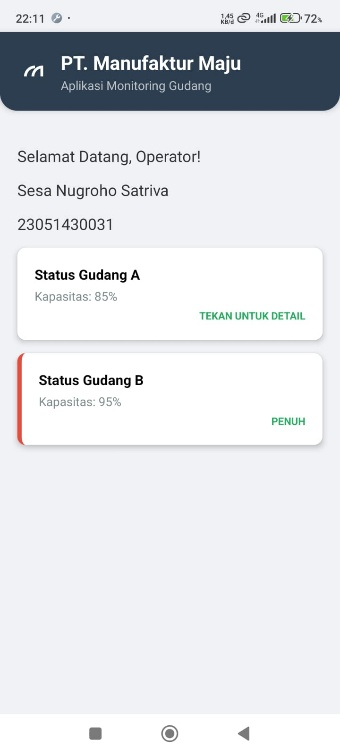 22:11
1,45 KB/d 4G 72%
PT. Manufaktur Maju
Aplikasi Monitoring Gudang
Selamat Datang, Operator!
Sesa Nugroho Satriva
23051430031
Status Gudang A
Kapasitas: 85%
TEKAN UNTUK DETAIL
Status Gudang B
Kapasitas: 95%
PENUH